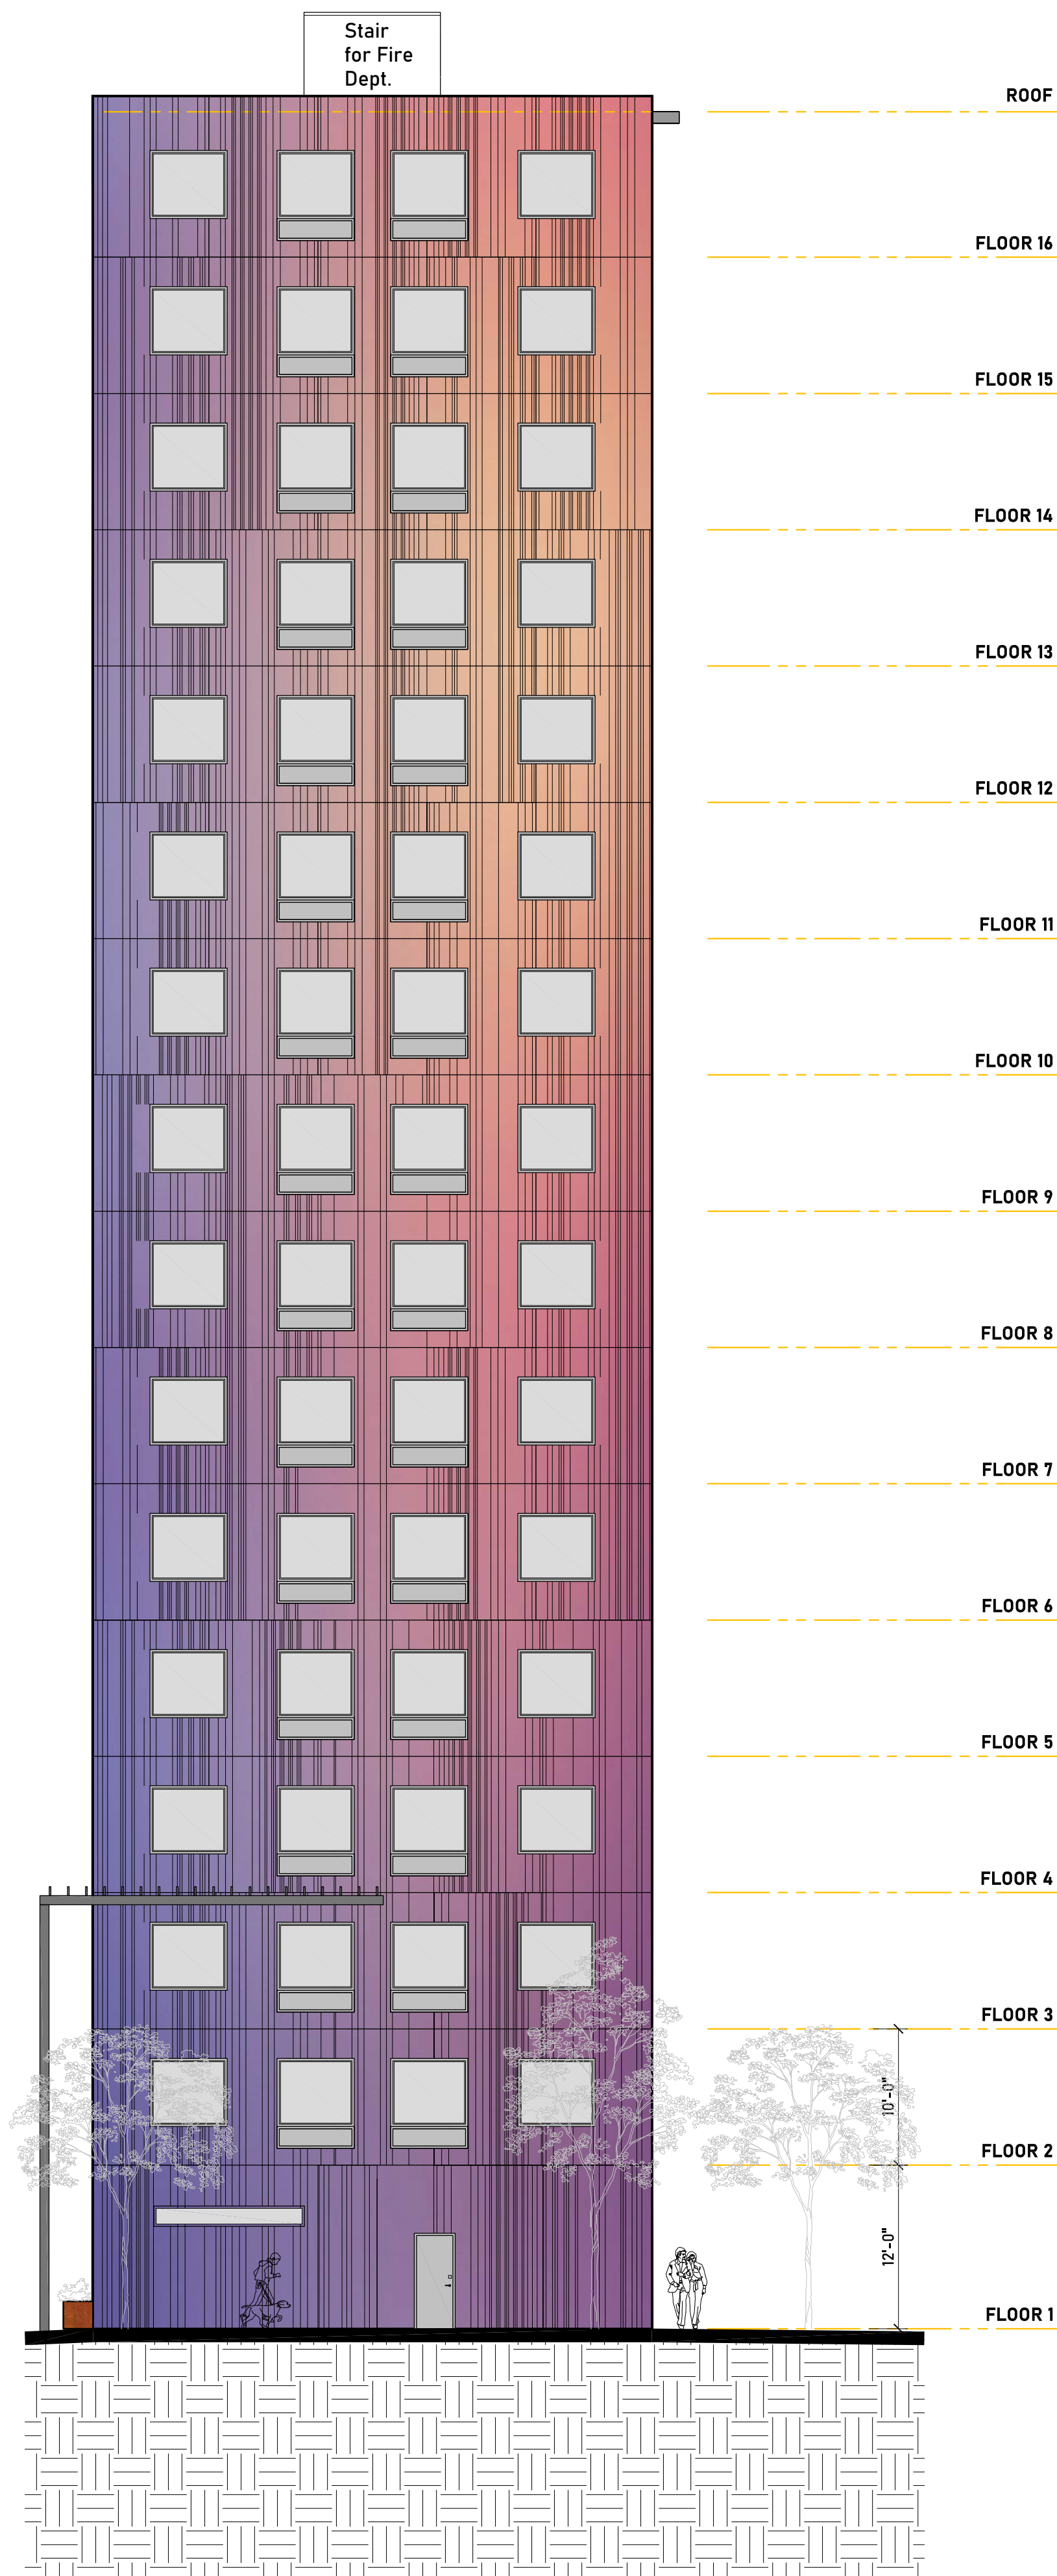 Stair
for Fire
Dept.
ROOF
FLOOR 16
FLOOR 15
FLOOR 14
FLOOR 13
FLOOR 12
FLOOR 11
FLOOR 10
FLOOR 9
FLOOR 8
FLOOR 7
FLOOR 6
FLOOR 5
FLOOR 4
FLOOR 3
10'-0"
FLOOR 2
12'-0"
FLOOR 1